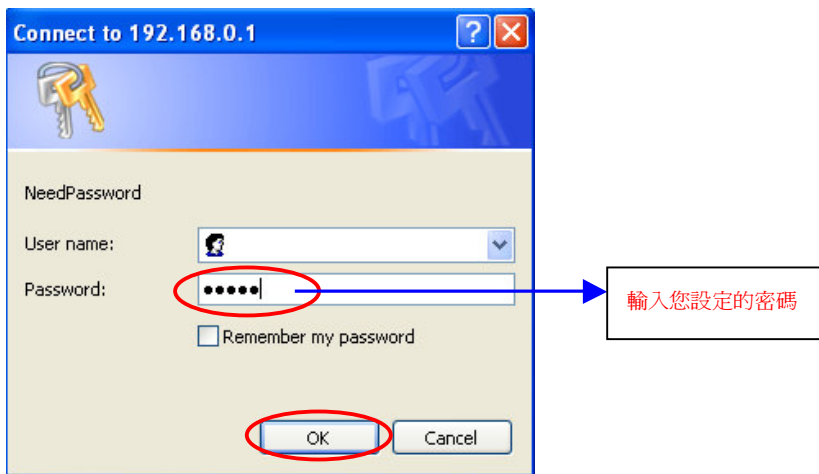 Connect to 192.168.0.1
NeedPassword
User name:
Password: •••••
輸入您設定的密碼
Remember my password
OK Cancel